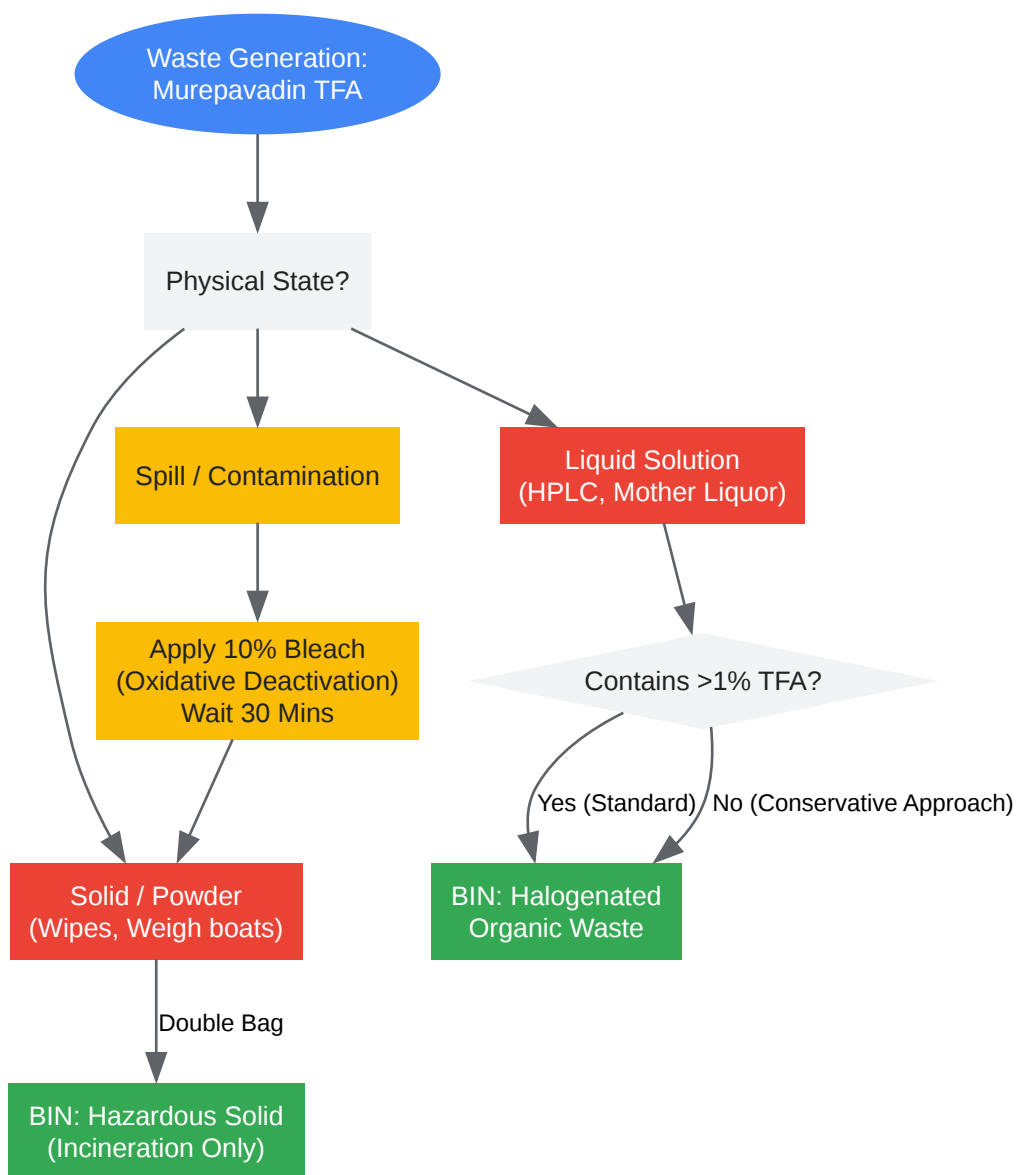 Waste Generation:
Murepavadin TFA
Physical State?
Spill / Contamination
Liquid Solution
(HPLC, Mother Liquor)
Apply 10% Bleach
(Oxidative Deactivation)
Wait 30 Mins
Contains >1% TFA?
Yes (Standard)
No (Conservative Approach)
Solid / Powder
(Wipes, Weigh boats)
BIN: Halogenated
Organic Waste
Double Bag
BIN: Hazardous Solid
(Incineration Only)